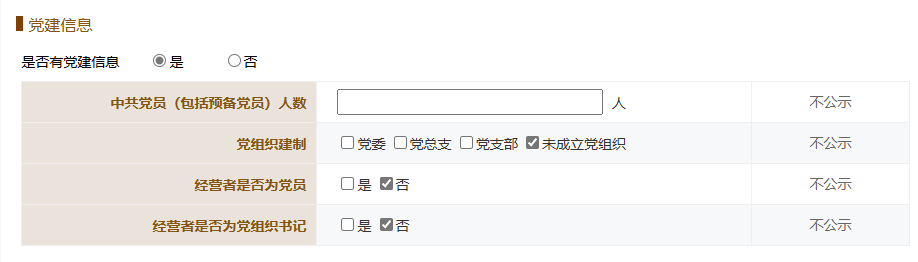 党建信息
是否有党建信息 是 否
中共党员（包括预备党员）人数 人 不公示
党组织建制 党委 党总支 党支部 未成立党组织 不公示
经营者是否为党员 是 否 不公示
经营者是否为党组织书记 是 否 不公示